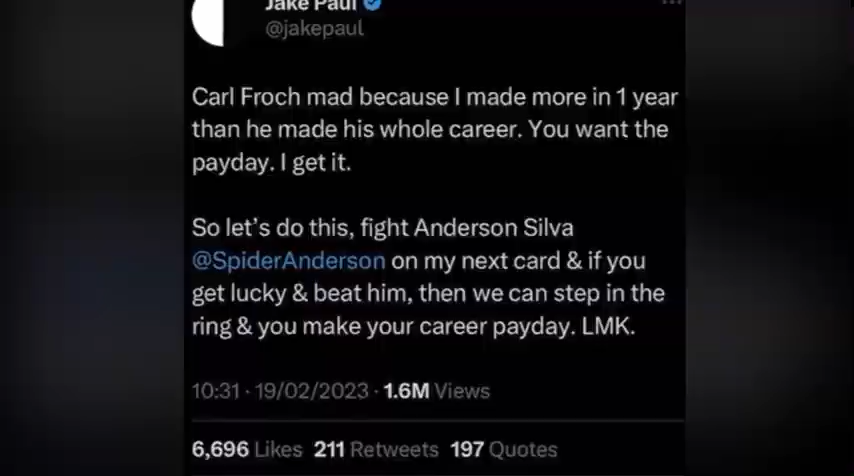 Jake Paul
@jakepaul
Carl Froch mad because I made more in 1 year
than he made his whole career. You want the
payday. I get it.
So let's do this, fight Anderson Silva
@SpiderAnderson on my next card & if you
get lucky & beat him, then we can step in the
ring & you make your career payday. LMK.
10:31 · 19/02/2023 · 1.6M Views
6,696 Likes 211 Retweets 197 Quotes